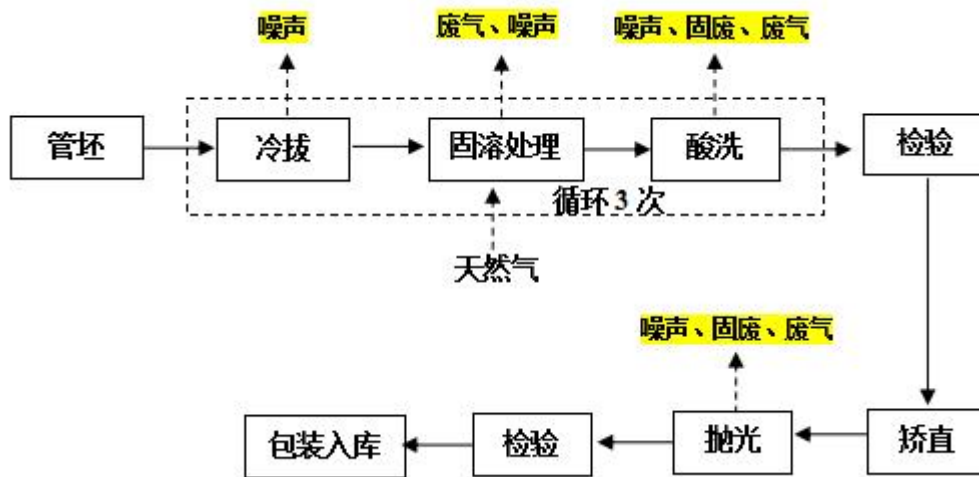 噪声
废气、噪声
噪声、固废、废气
管坯
冷拔
固溶处理
酸洗
检验
循环 3 次
天然气
噪声、固废、废气
包装入库
检验
抛光
矫直